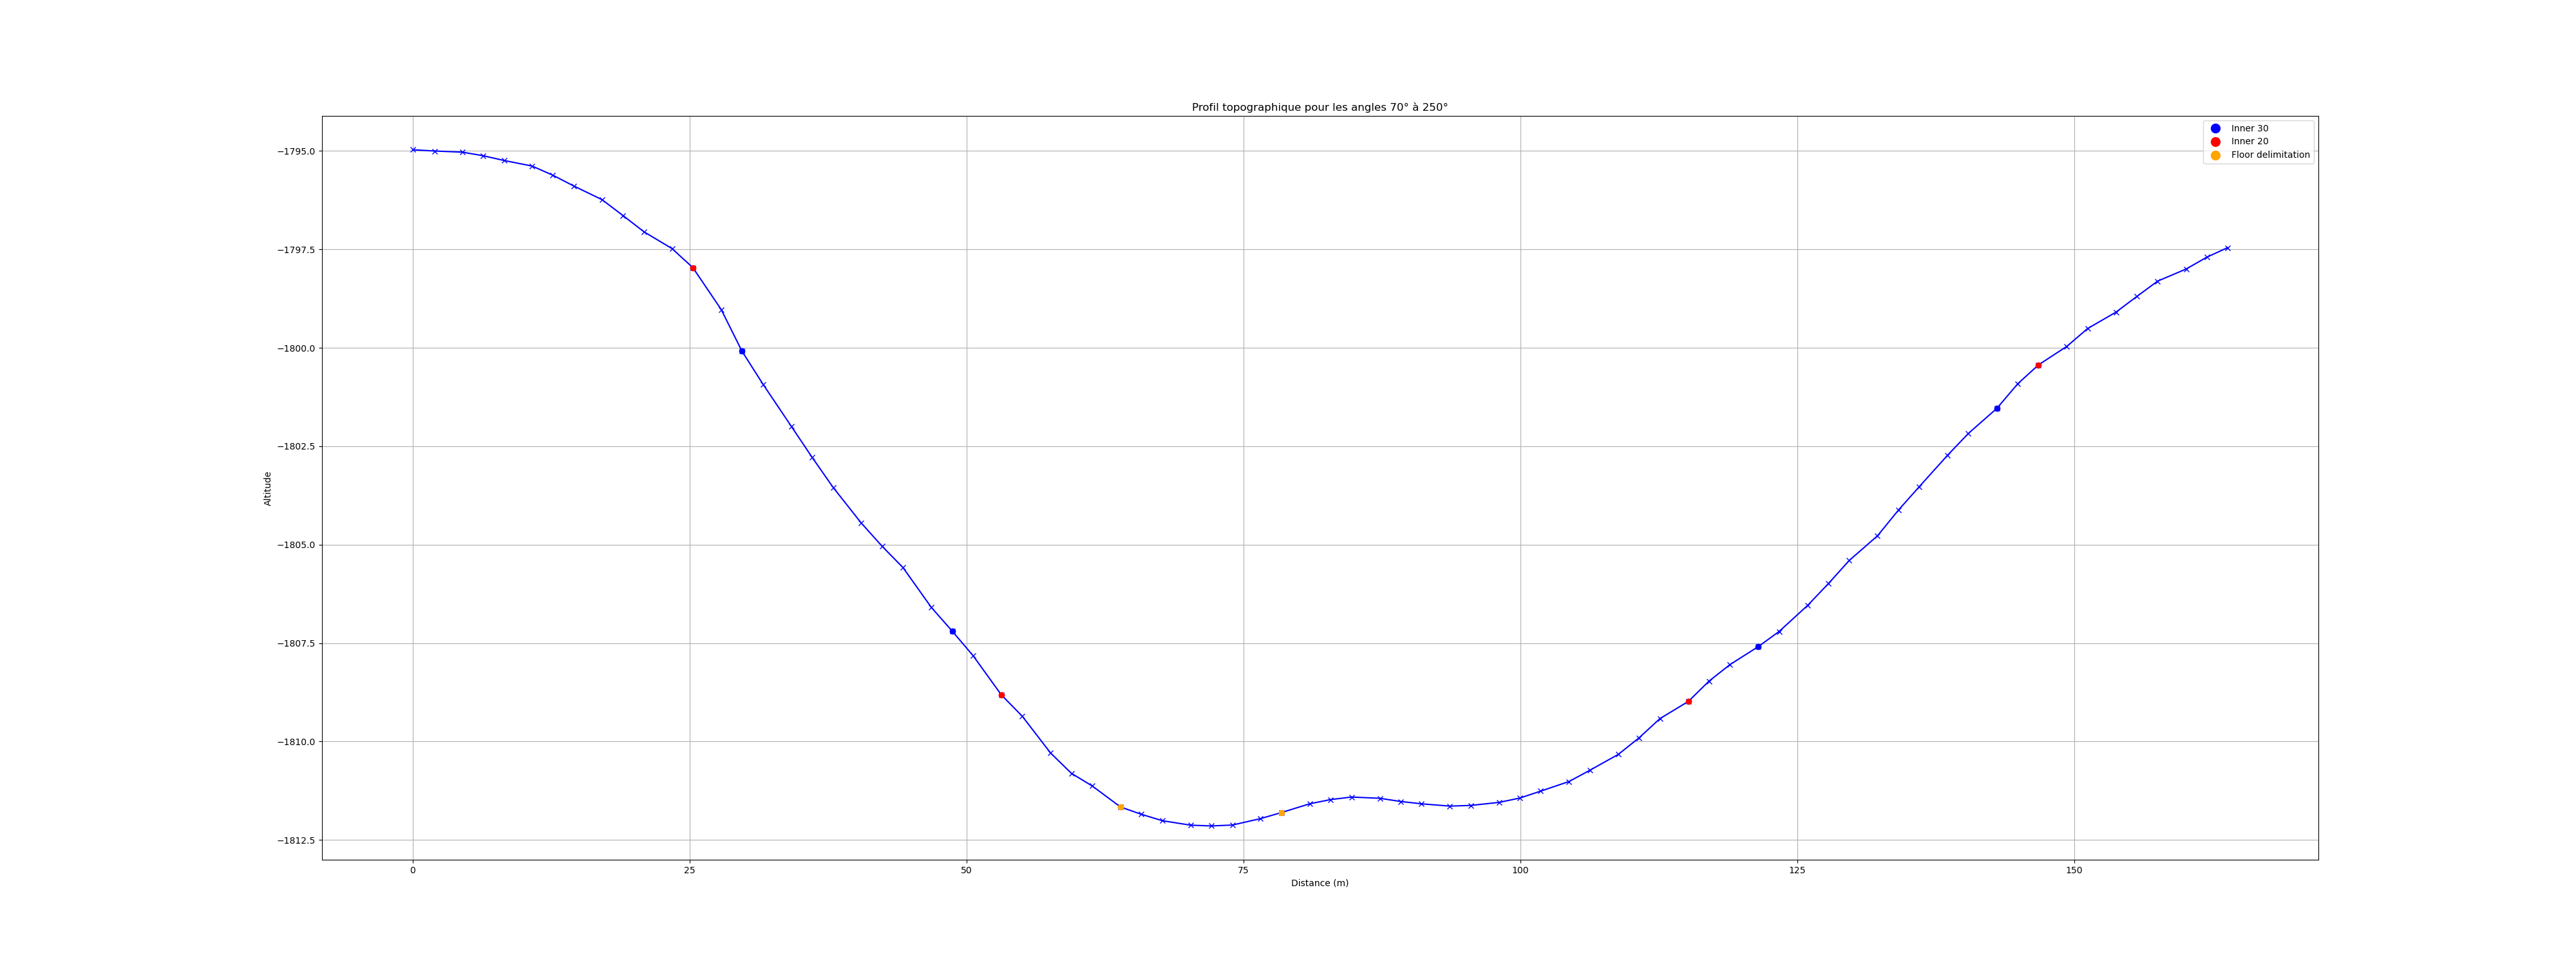 Profil topographique pour les angles 70° à 250°
Inner 30
Inner 20
Floor delimitation
−1795.0
−1797.5
−1800.0
−1802.5
−1805.0
−1807.5
−1810.0
−1812.5
Altitude
0 25 50 75 100 125 150
Distance (m)